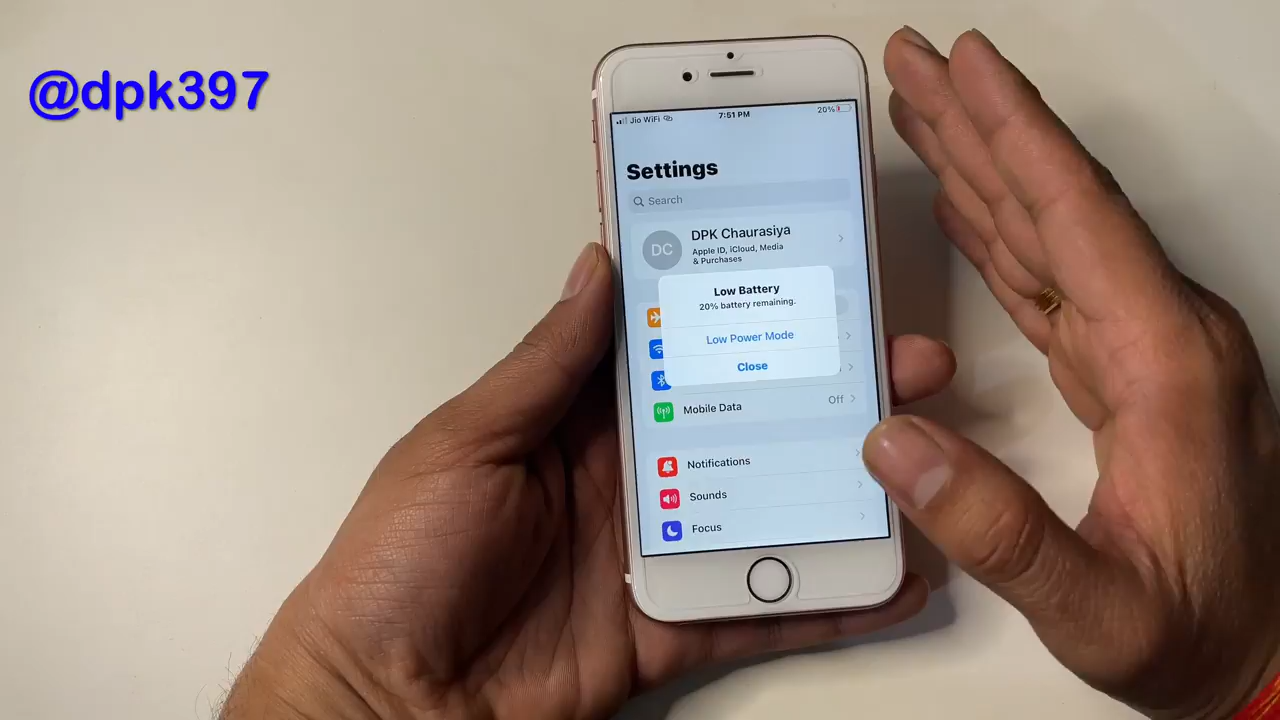 @dpk397
Jio WiFi
7:51 PM
20%
Settings
Search
DC
DPK Chaurasiya
Apple ID, iCloud, Media
& Purchases
Low Battery
20% battery remaining.
Low Power Mode
Close
Mobile Data
Off
Notifications
Sounds
Focus